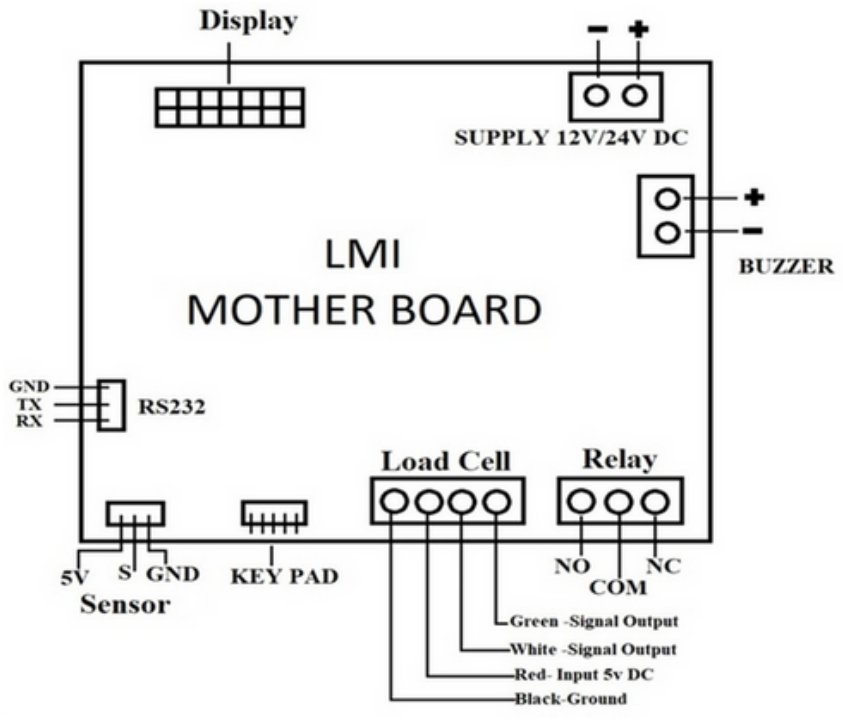 Display
- +
SUPPLY 12V/24V DC
+
-
BUZZER
LMI
MOTHER BOARD
GND
TX
RX
RS232
Load Cell
Relay
5V
S
GND
Sensor
KEY PAD
NO
COM
NC
Green -Signal Output
White -Signal Output
Red- Input 5v DC
Black-Ground